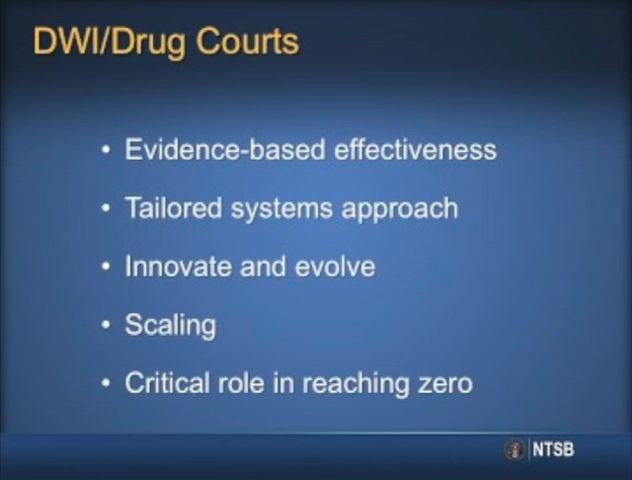 DWI/Drug Courts
• Evidence-based effectiveness
• Tailored systems approach
• Innovate and evolve
• Scaling
• Critical role in reaching zero
NTSB